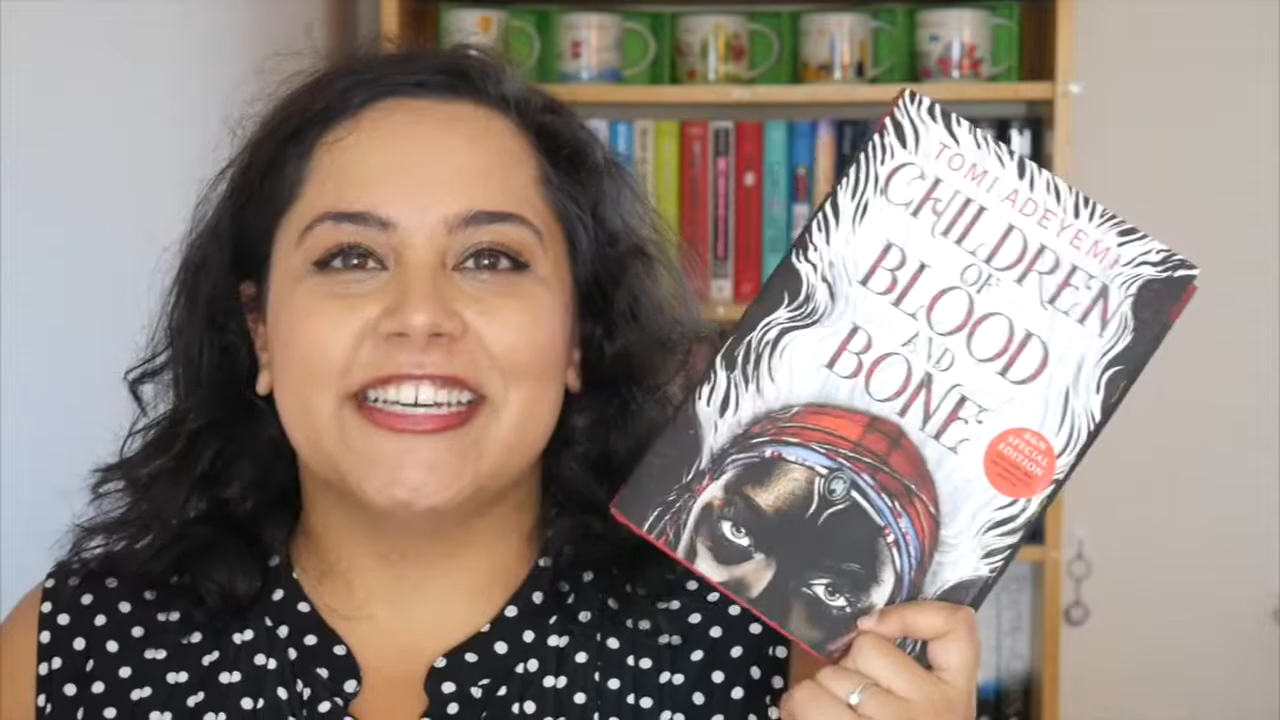 TOMI ADEYEMI
CHILDREN
OF
BLOOD
AND
BONE
B&N
SPECIAL
EDITION